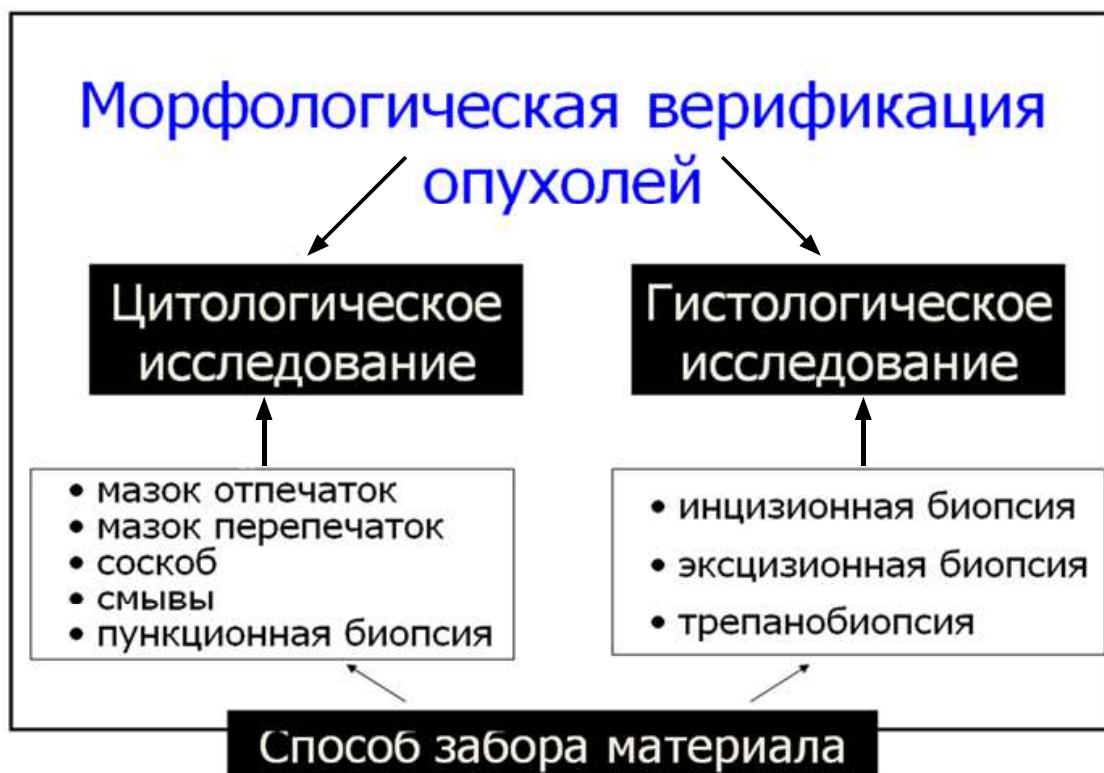 Морфологическая верификация
опухолей
Цитологическое
исследование
• мазок отпечаток
• мазок перепечаток
• соскоб
• смывы
• пункционная биопсия
Гистологическое
исследование
• инцизионная биопсия
• эксцизионная биопсия
• трепанобиопсия
Способ забора материала